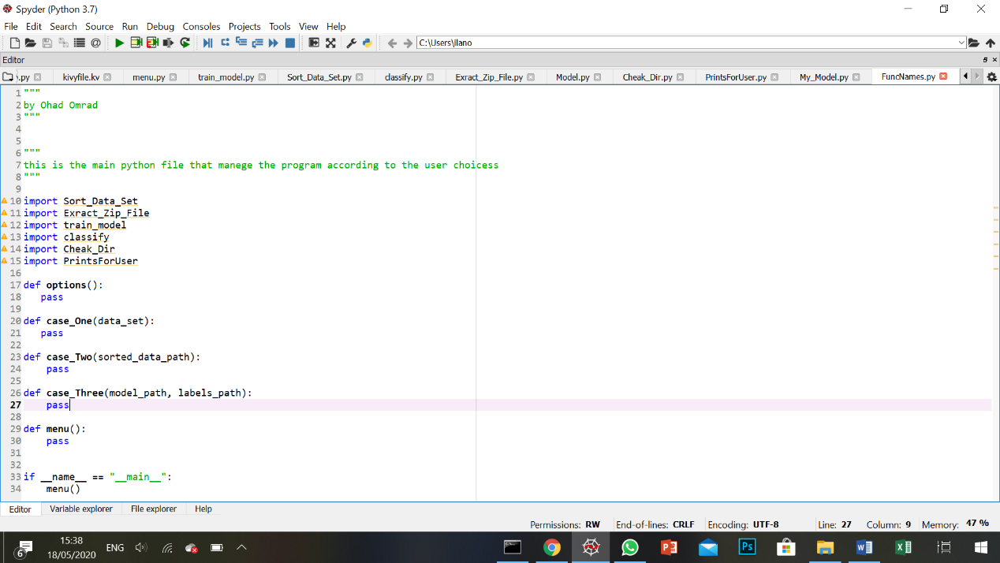 Spyder (Python 3.7)
File Edit Search Source Run Debug Consoles Projects Tools View Help
C:\Users\ilano
Editor
.py kivyfile.kv menu.py train_model.py Sort_Data_Set.py classify.py Exract_Zip_File.py Model.py Cheak_Dir.py PrintsForUser.py My_Model.py FuncNames.py
1 """
2 by Ohad Omrad
3 """
4
5
6 """
7 this is the main python file that manege the program according to the user choicess
8 """
9
10 import Sort_Data_Set
11 import Exract_Zip_File
12 import train_model
13 import classify
14 import Cheak_Dir
15 import PrintsForUser
16
17 def options():
18 pass
19
20 def case_One(data_set):
21 pass
22
23 def case_Two(sorted_data_path):
24 pass
25
26 def case_Three(model_path, labels_path):
27 pass
28
29 def menu():
30 pass
31
32
33 if __name__ == "__main__":
34 menu()
Editor Variable explorer File explorer Help
Permissions: RW End-of-lines: CRLF Encoding: UTF-8 Line: 27 Column: 9 Memory: 47 %
6 15:38 ENG
18/05/2020